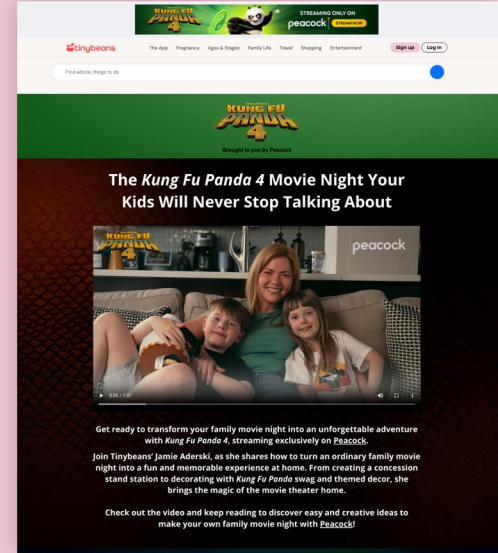 KUNG FU
PANDA
4
STREAMING ONLY ON
peacock STREAM NOW
tinybeans The App Pregnancy Ages & Stages Family Life Travel Shopping Entertainment Sign up Log in
Find advice, things to do
KUNG FU
PANDA
4
Brought to you by Peacock
The Kung Fu Panda 4 Movie Night Your
Kids Will Never Stop Talking About
KUNG FU
PANDA
4
peacock
0:00 / 1:47
Get ready to transform your family movie night into an unforgettable adventure
with Kung Fu Panda 4, streaming exclusively on Peacock.
Join Tinybeans’ Jamie Aderski, as she shares how to turn an ordinary family movie
night into a fun and memorable experience at home. From creating a concession
stand station to decorating with Kung Fu Panda swag and themed decor, she
brings the magic of the movie theater home.
Check out the video and keep reading to discover easy and creative ideas to
make your own family movie night with Peacock!